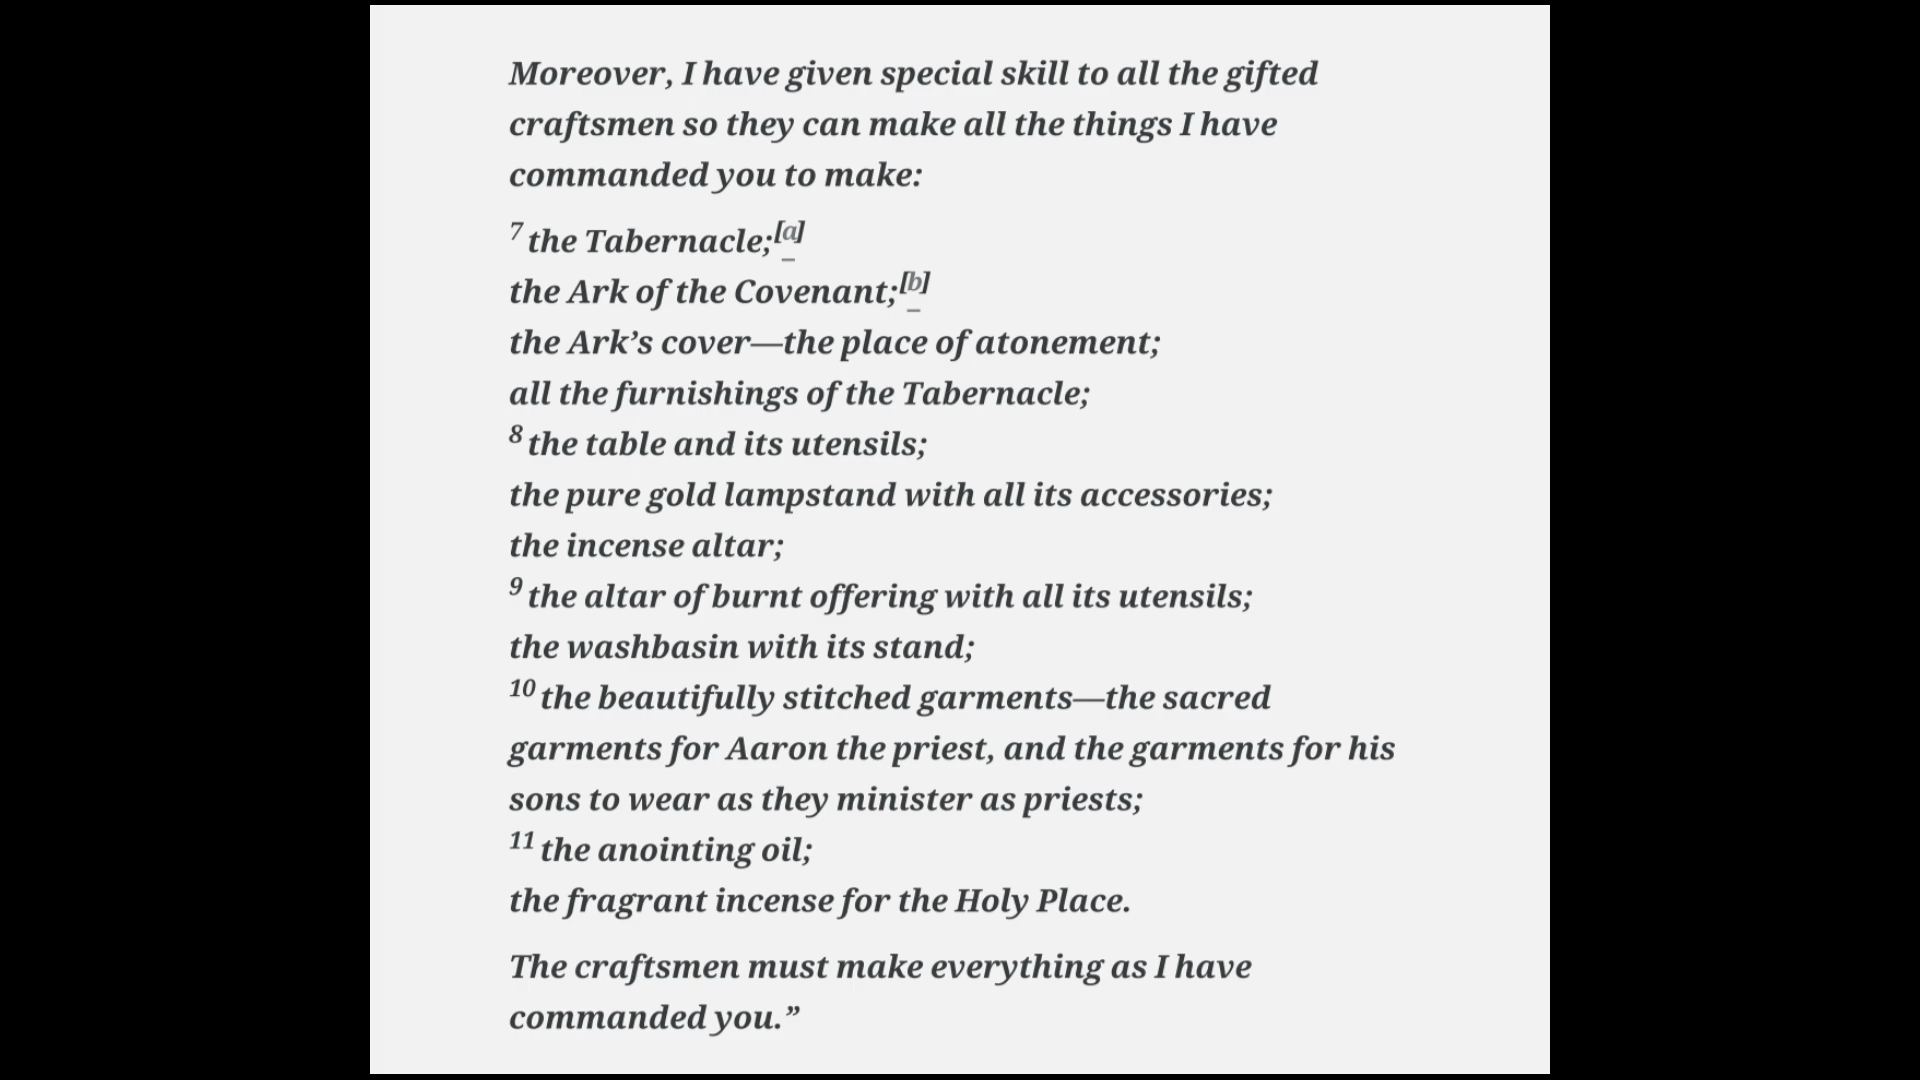 Moreover, I have given special skill to all the gifted
craftsmen so they can make all the things I have
commanded you to make:
7 the Tabernacle;[a]
the Ark of the Covenant;[b]
the Ark’s cover—the place of atonement;
all the furnishings of the Tabernacle;
8 the table and its utensils;
the pure gold lampstand with all its accessories;
the incense altar;
9 the altar of burnt offering with all its utensils;
the washbasin with its stand;
10 the beautifully stitched garments—the sacred
garments for Aaron the priest, and the garments for his
sons to wear as they minister as priests;
11 the anointing oil;
the fragrant incense for the Holy Place.
The craftsmen must make everything as I have
commanded you.”